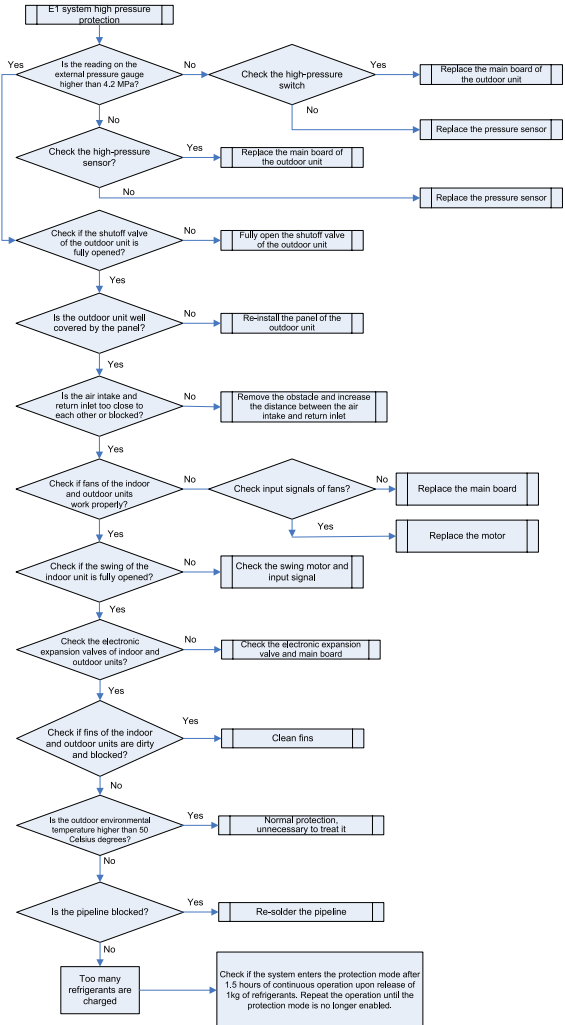 E1 system high pressure
protection
Yes
Is the reading on the
external pressure gauge
higher than 4.2 MPa?
No
Check the high-pressure
switch
Yes
Replace the main board of
the outdoor unit
No
Replace the pressure sensor
No
Check the high-pressure
sensor?
Yes
Replace the main board of
the outdoor unit
No
Replace the pressure sensor
Check if the shutoff valve
of the outdoor unit is
fully opened?
No
Fully open the shutoff valve
of the outdoor unit
Yes
Is the outdoor unit well
covered by the panel?
No
Re-install the panel of the
outdoor unit
Yes
Is the air intake and
return inlet too close to
each other or blocked?
No
Remove the obstacle and increase
the distance between the air
intake and return inlet
Yes
Check if fans of the indoor
and outdoor units
work properly?
No
Check input signals of fans?
No
Replace the main board
Yes
Replace the motor
Yes
Check if the swing of the
indoor unit is fully opened?
No
Check the swing motor and
input signal
Yes
Check the electronic
expansion valves of indoor and
outdoor units?
No
Check the electronic expansion
valve and main board
Yes
Check if fins of the indoor
and outdoor units are dirty
and blocked?
Yes
Clean fins
No
Is the outdoor environmental
temperature higher than 50
Celsius degrees?
Yes
Normal protection,
unnecessary to treat it
No
Is the pipeline blocked?
Yes
Re-solder the pipeline
No
Too many
refrigerants are
charged
Check if the system enters the protection mode after
1.5 hours of continuous operation upon release of
1kg of refrigerants. Repeat the operation until the
protection mode is no longer enabled.